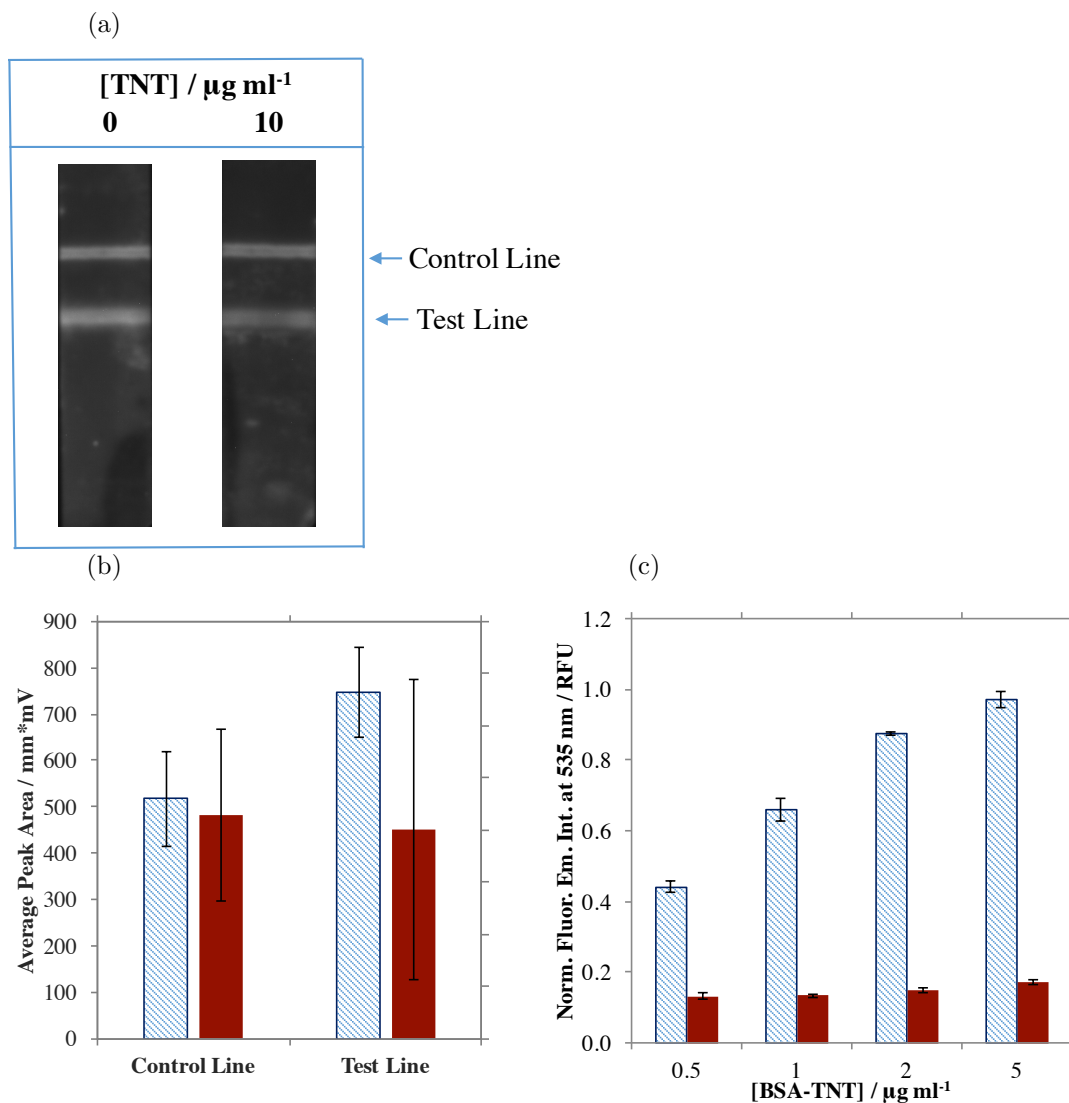 (a)
[TNT] / µg ml-1
0 10
Control Line
Test Line
(b)
Average Peak Area / mm*mV
900
800
700
600
500
400
300
200
100
0
Control Line Test Line
(c)
Norm. Fluor. Em. Int. at 535 nm / RFU
1.2
1.0
0.8
0.6
0.4
0.2
0.0
0.5 1 2 5
[BSA-TNT] / µg ml-1